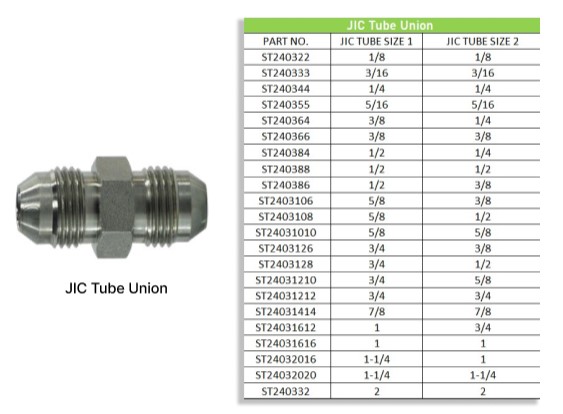 JIC Tube Union
PART NO. JIC TUBE SIZE 1 JIC TUBE SIZE 2
ST240322 1/8 1/8
ST240333 3/16 3/16
ST240344 1/4 1/4
ST240355 5/16 5/16
ST240364 3/8 1/4
ST240366 3/8 3/8
ST240384 1/2 1/4
ST240388 1/2 1/2
ST240386 1/2 3/8
ST2403106 5/8 3/8
ST2403108 5/8 1/2
ST24031010 5/8 5/8
ST2403126 3/4 3/8
ST2403128 3/4 1/2
ST24031210 3/4 5/8
ST24031212 3/4 3/4
ST24031414 7/8 7/8
ST24031612 1 3/4
ST24031616 1 1
ST24032016 1-1/4 1
ST24032020 1-1/4 1-1/4
ST240332 2 2
JIC Tube Union